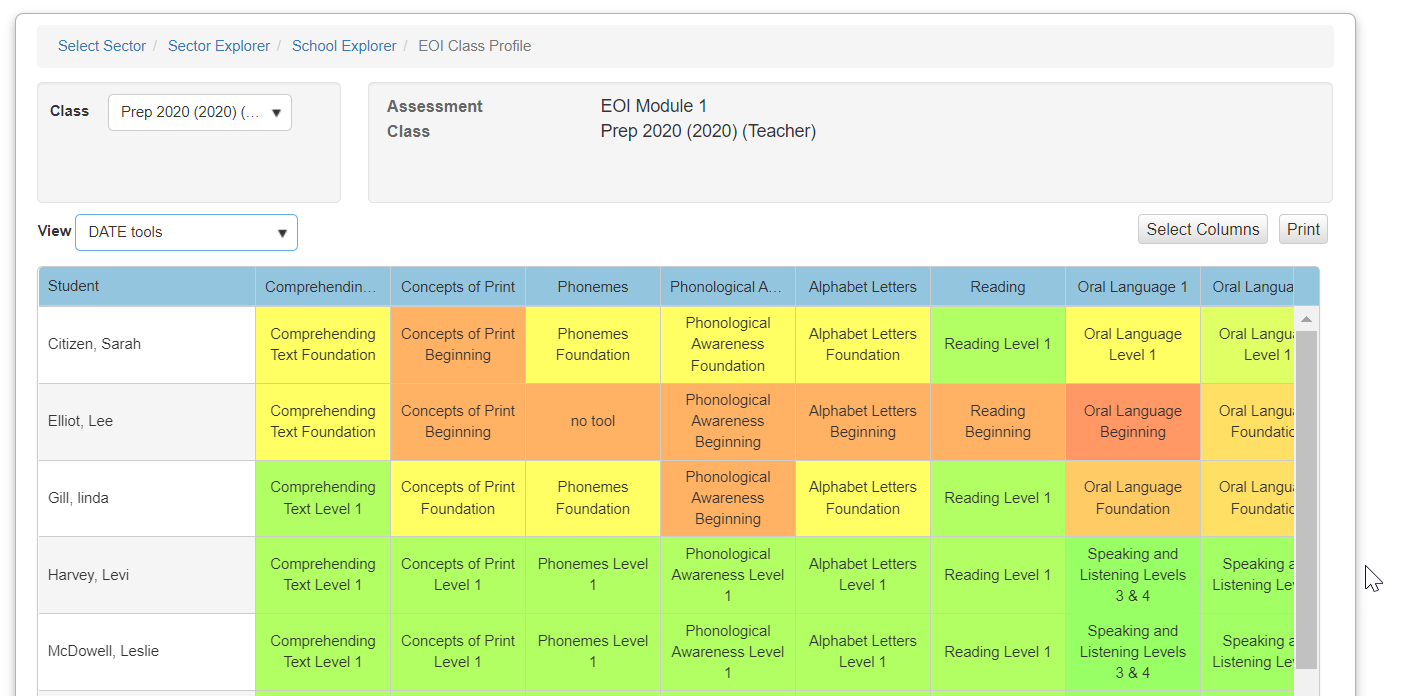 Select Sector / Sector Explorer / School Explorer / EOI Class Profile
Class Prep 2020 (2020) (... ▼
Assessment EOI Module 1
Class Prep 2020 (2020) (Teacher)
View DATE tools ▼
Select Columns Print
Student Comprehendin... Concepts of Print Phonemes Phonological A... Alphabet Letters Reading Oral Language 1 Oral Langua
Citizen, Sarah
Comprehending
Text Foundation
Concepts of Print
Beginning
Phonemes
Foundation
Phonological
Awareness
Foundation
Alphabet Letters
Foundation
Reading Level 1
Oral Language
Level 1
Oral Langu
Level 1
Elliot, Lee
Comprehending
Text Foundation
Concepts of Print
Beginning
no tool
Phonological
Awareness
Beginning
Alphabet Letters
Beginning
Reading
Beginning
Oral Language
Beginning
Oral Langu
Foundatio
Gill, linda
Comprehending
Text Level 1
Concepts of Print
Foundation
Phonemes
Foundation
Phonological
Awareness
Beginning
Alphabet Letters
Foundation
Reading Level 1
Oral Language
Foundation
Oral Langu
Foundatio
Harvey, Levi
Comprehending
Text Level 1
Concepts of Print
Level 1
Phonemes Level
1
Phonological
Awareness Level
1
Alphabet Letters
Level 1
Reading Level 1
Speaking and
Listening Levels
3 & 4
Speaking a
Listening Le
McDowell, Leslie
Comprehending
Text Level 1
Concepts of Print
Level 1
Phonemes Level
1
Phonological
Awareness Level
1
Alphabet Letters
Level 1
Reading Level 1
Speaking and
Listening Levels
3 & 4
Speaking a
Listening Le